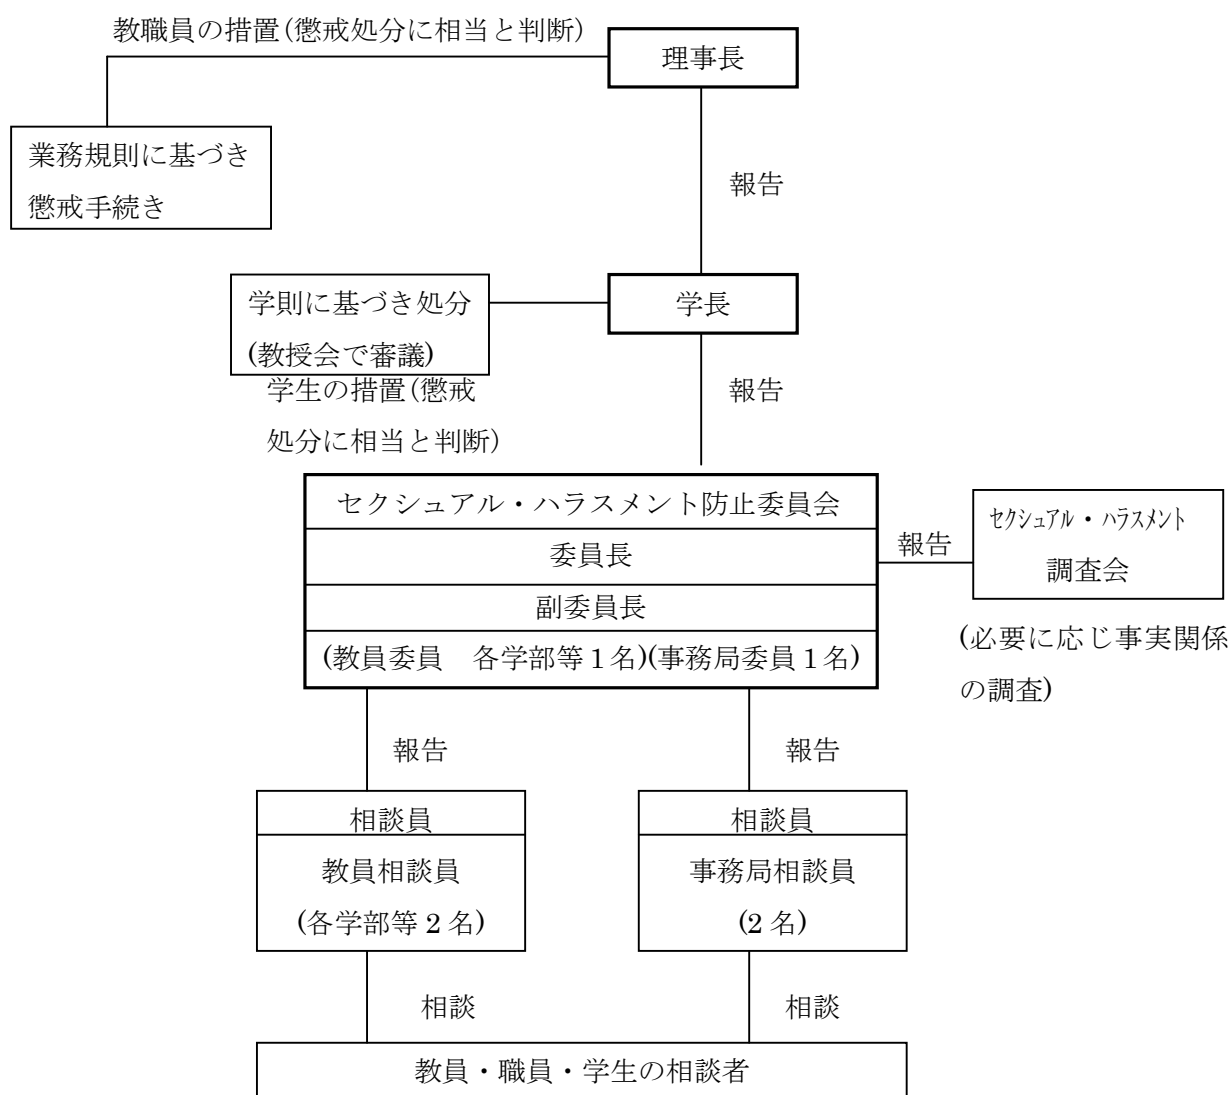 教職員の措置(懲戒処分に相当と判断)
理事長
業務規則に基づき
懲戒手続き
報告
学則に基づき処分
(教授会で審議)
学長
学生の措置(懲戒
処分に相当と判断)
報告
セクシュアル・ハラスメント防止委員会
委員長
副委員長
(教員委員　各学部等１名)(事務局委員１名)
報告
ｾｸｼｭｱﾙ・ﾊﾗｽﾒﾝﾄ
調査会
(必要に応じ事実関係
の調査)
報告
報告
相談員
教員相談員
(各学部等 2 名)
相談員
事務局相談員
(2 名)
相談
相談
教員・職員・学生の相談者